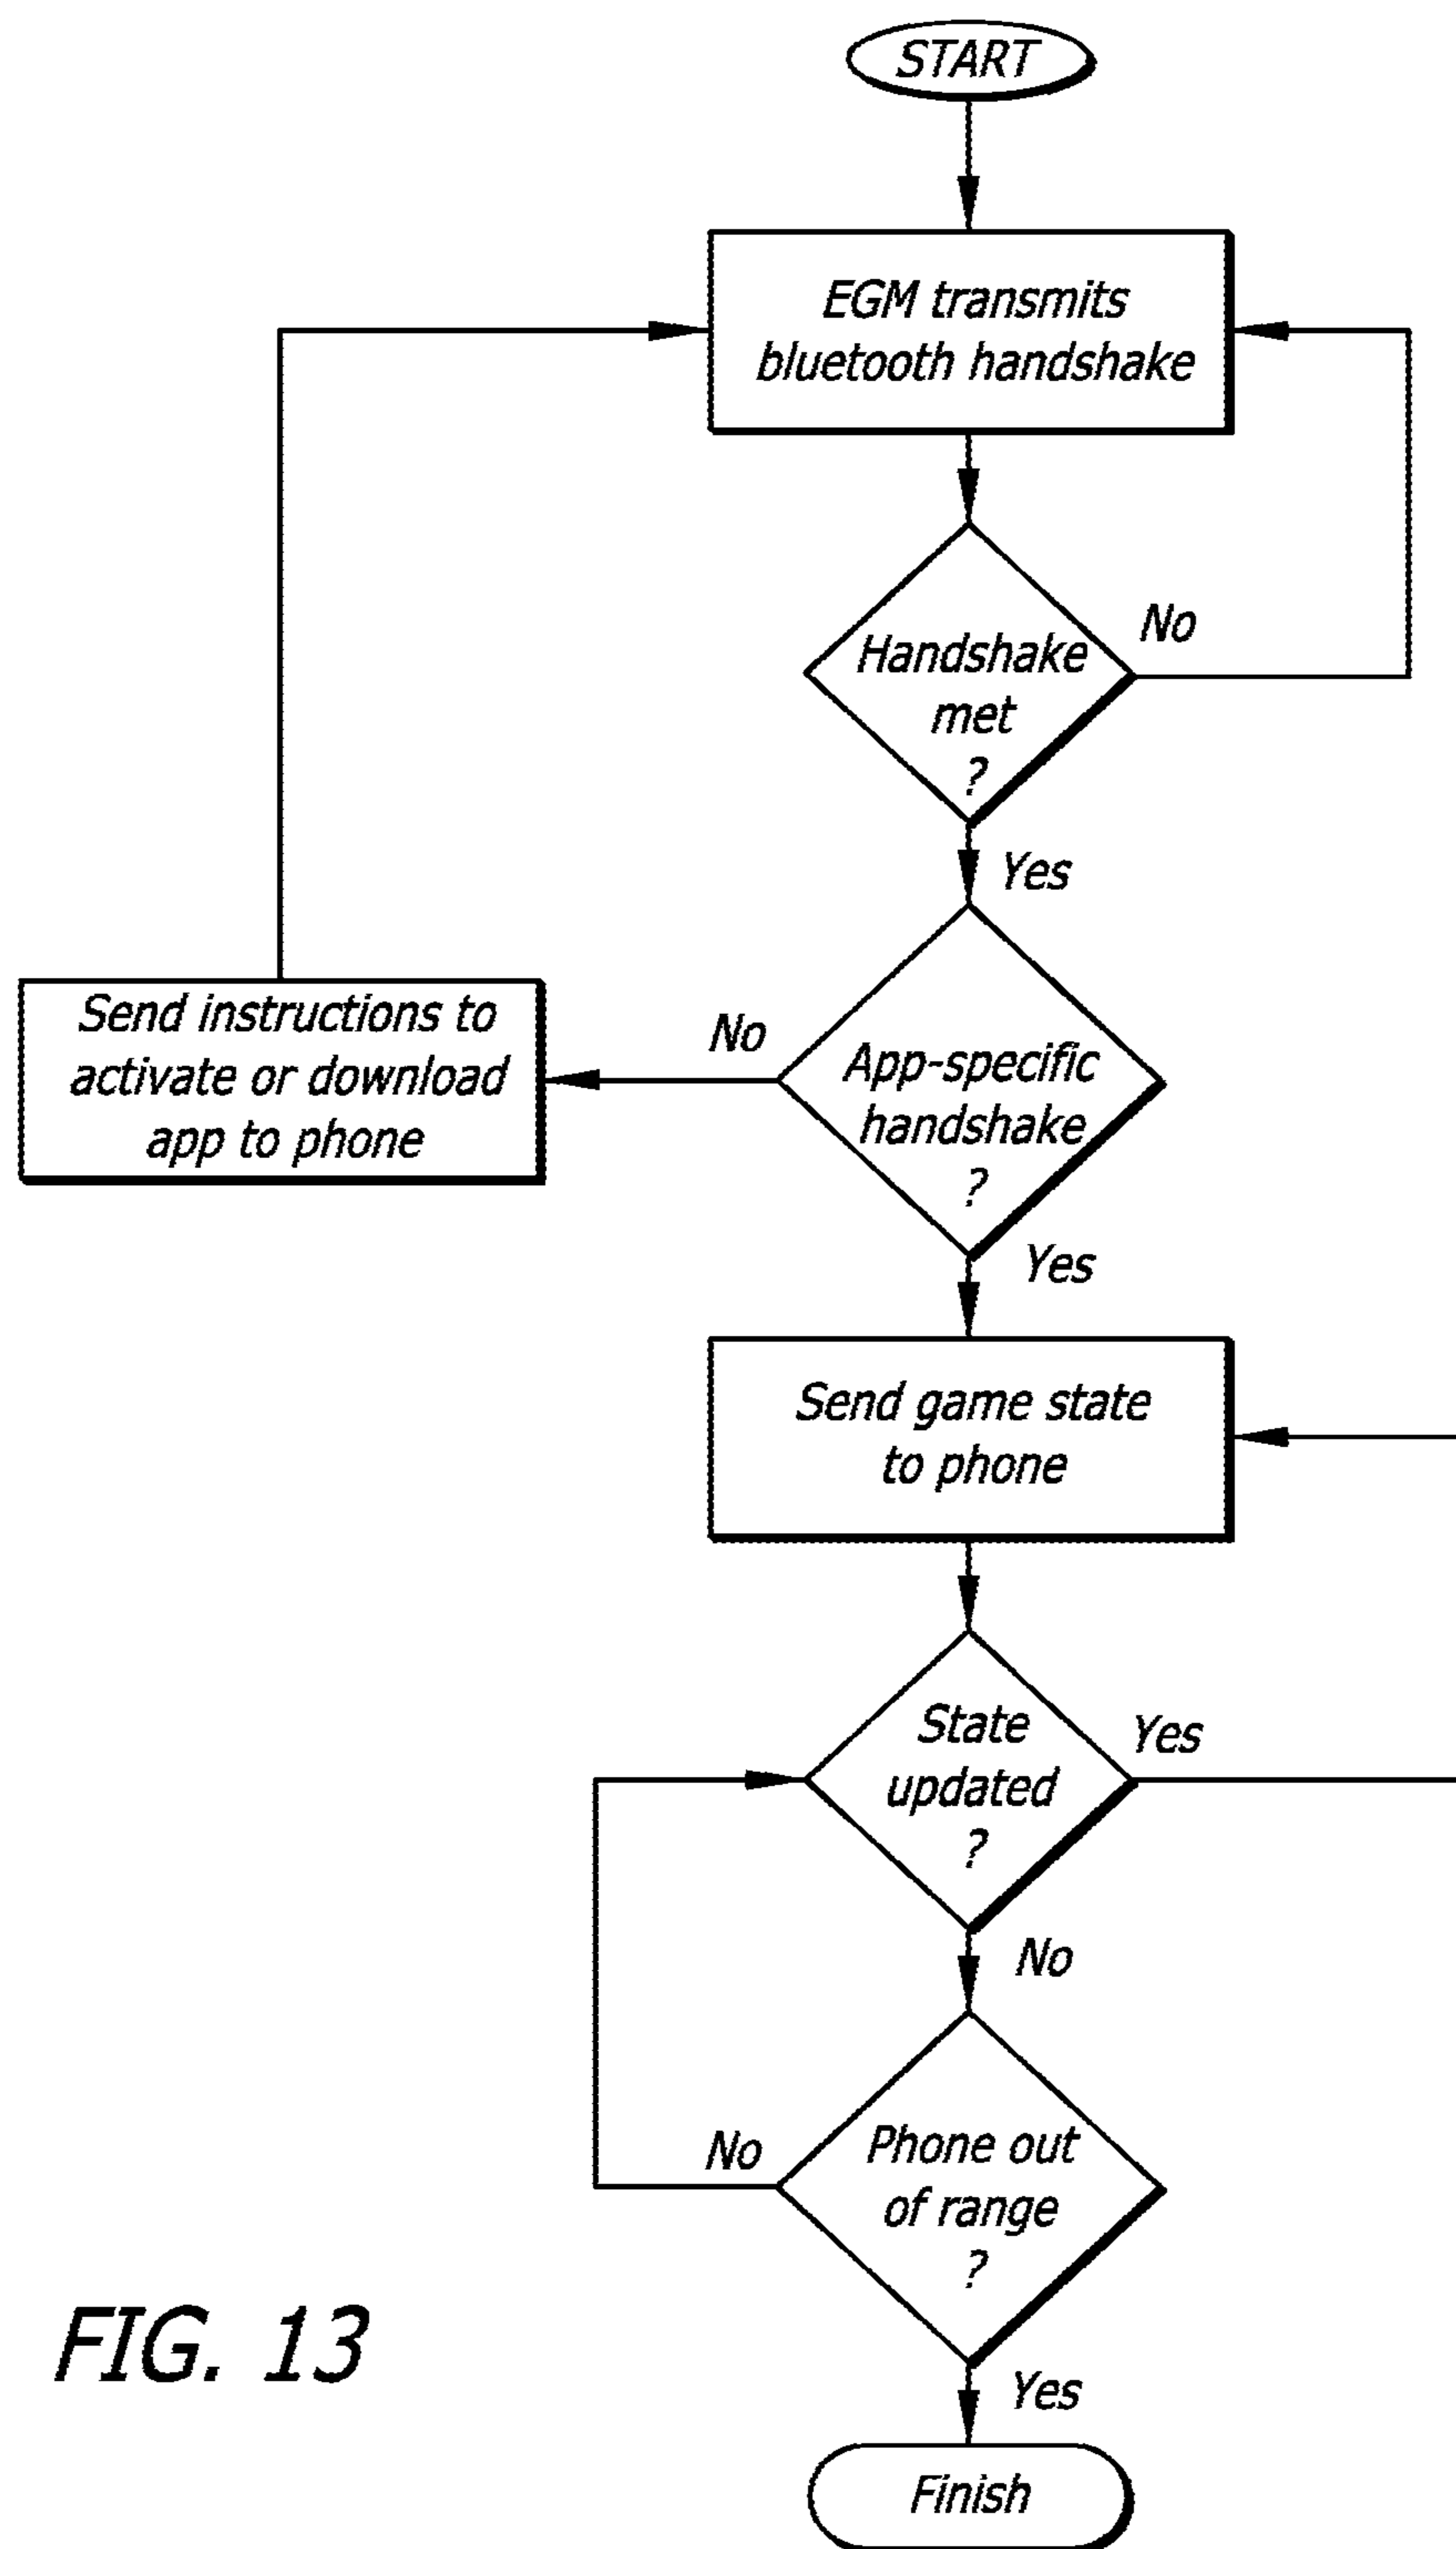 START
EGM transmits
bluetooth handshake
Handshake
met
?
No
Yes
App-specific
handshake
?
No
Send instructions to
activate or download
app to phone
Yes
Send game state
to phone
State
updated
?
Yes
No
Phone out
of range
?
No
Yes
Finish
FIG. 13